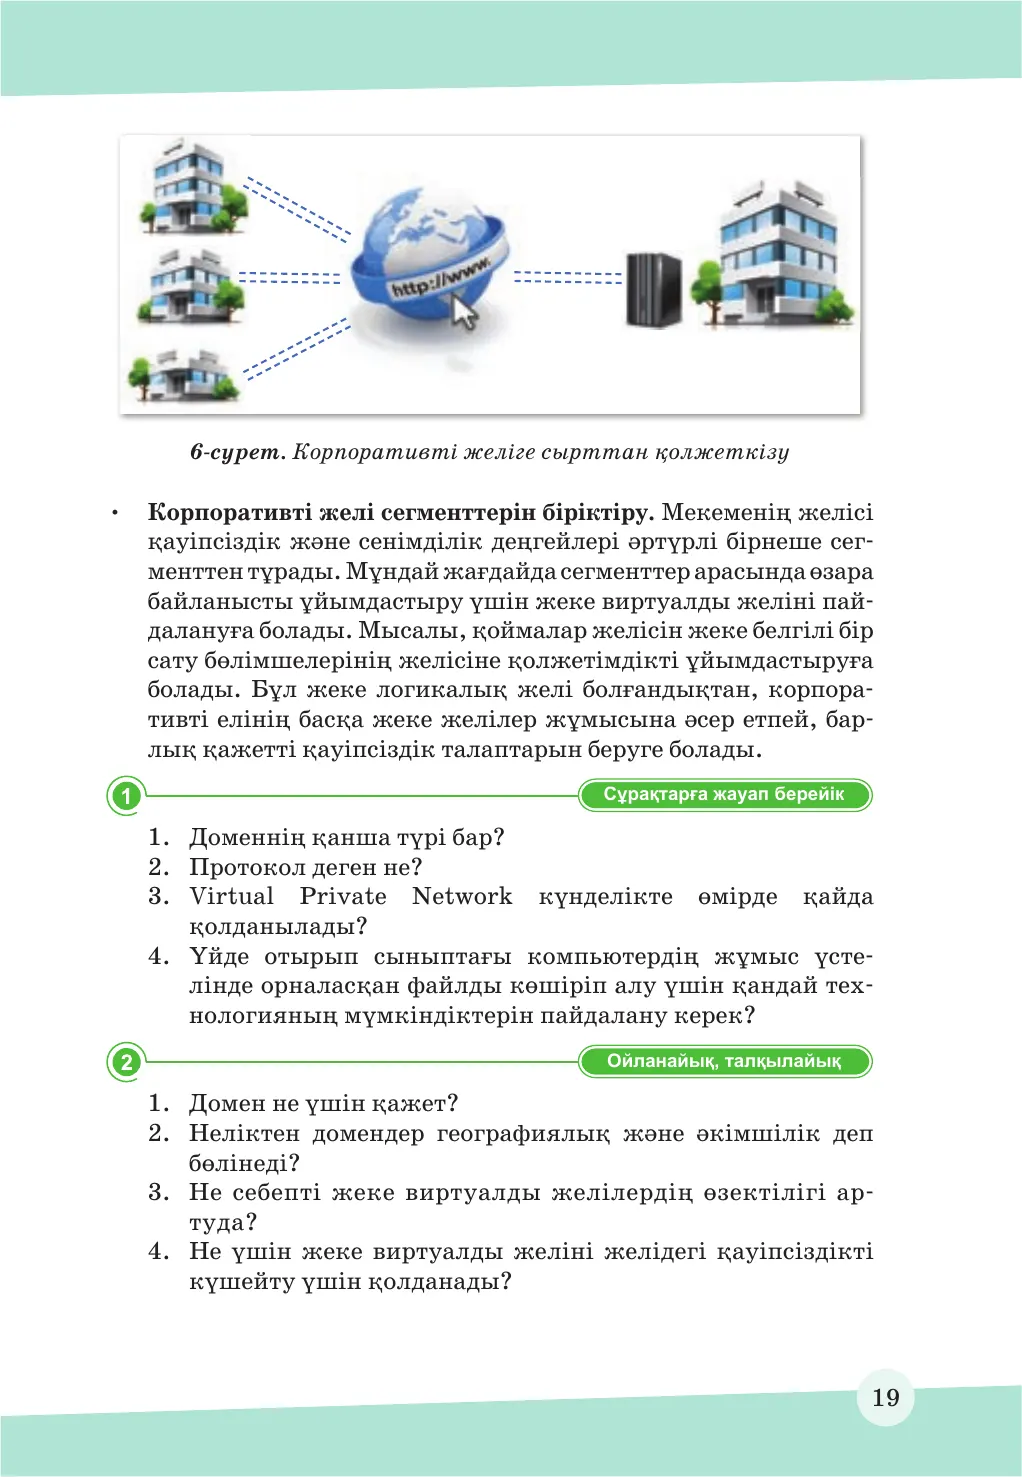 http://www.
6-сурет. Корпоративті желіге сырттан қолжеткізу
• Корпоративті желі сегменттерін біріктіру. Мекеменің желісі
қауіпсіздік және сенімділік деңгейлері әртүрлі бірнеше сег-
менттен тұрады. Мұндай жағдайда сегменттер арасында өзара
байланысты ұйымдастыру үшін жеке виртуалды желіні пай-
далануға болады. Мысалы, қоймалар желісін жеке белгілі бір
сату бөлімшелерінің желісіне қолжетімдікті ұйымдастыруға
болады. Бұл жеке логикалық желі болғандықтан, корпора-
тивті елінің басқа жеке желілер жұмысына әсер етпей, бар-
лық қажетті қауіпсіздік талаптарын беруге болады.
1 Сұрақтарға жауап берейік
1. Доменнің қанша түрі бар?
2. Протокол деген не?
3. Virtual Private Network күнделікте өмірде қайда
қолданылады?
4. Үйде отырып сыныптағы компьютердің жұмыс үсте-
лінде орналасқан файлды көшіріп алу үшін қандай тех-
нологияның мүмкіндіктерін пайдалану керек?
2 Ойланайық, талқылайық
1. Домен не үшін қажет?
2. Неліктен домендер географиялық және әкімшілік деп
бөлінеді?
3. Не себепті жеке виртуалды желілердің өзектілігі ар-
туда?
4. Не үшін жеке виртуалды желіні желідегі қауіпсіздікті
күшейту үшін қолданады?
19